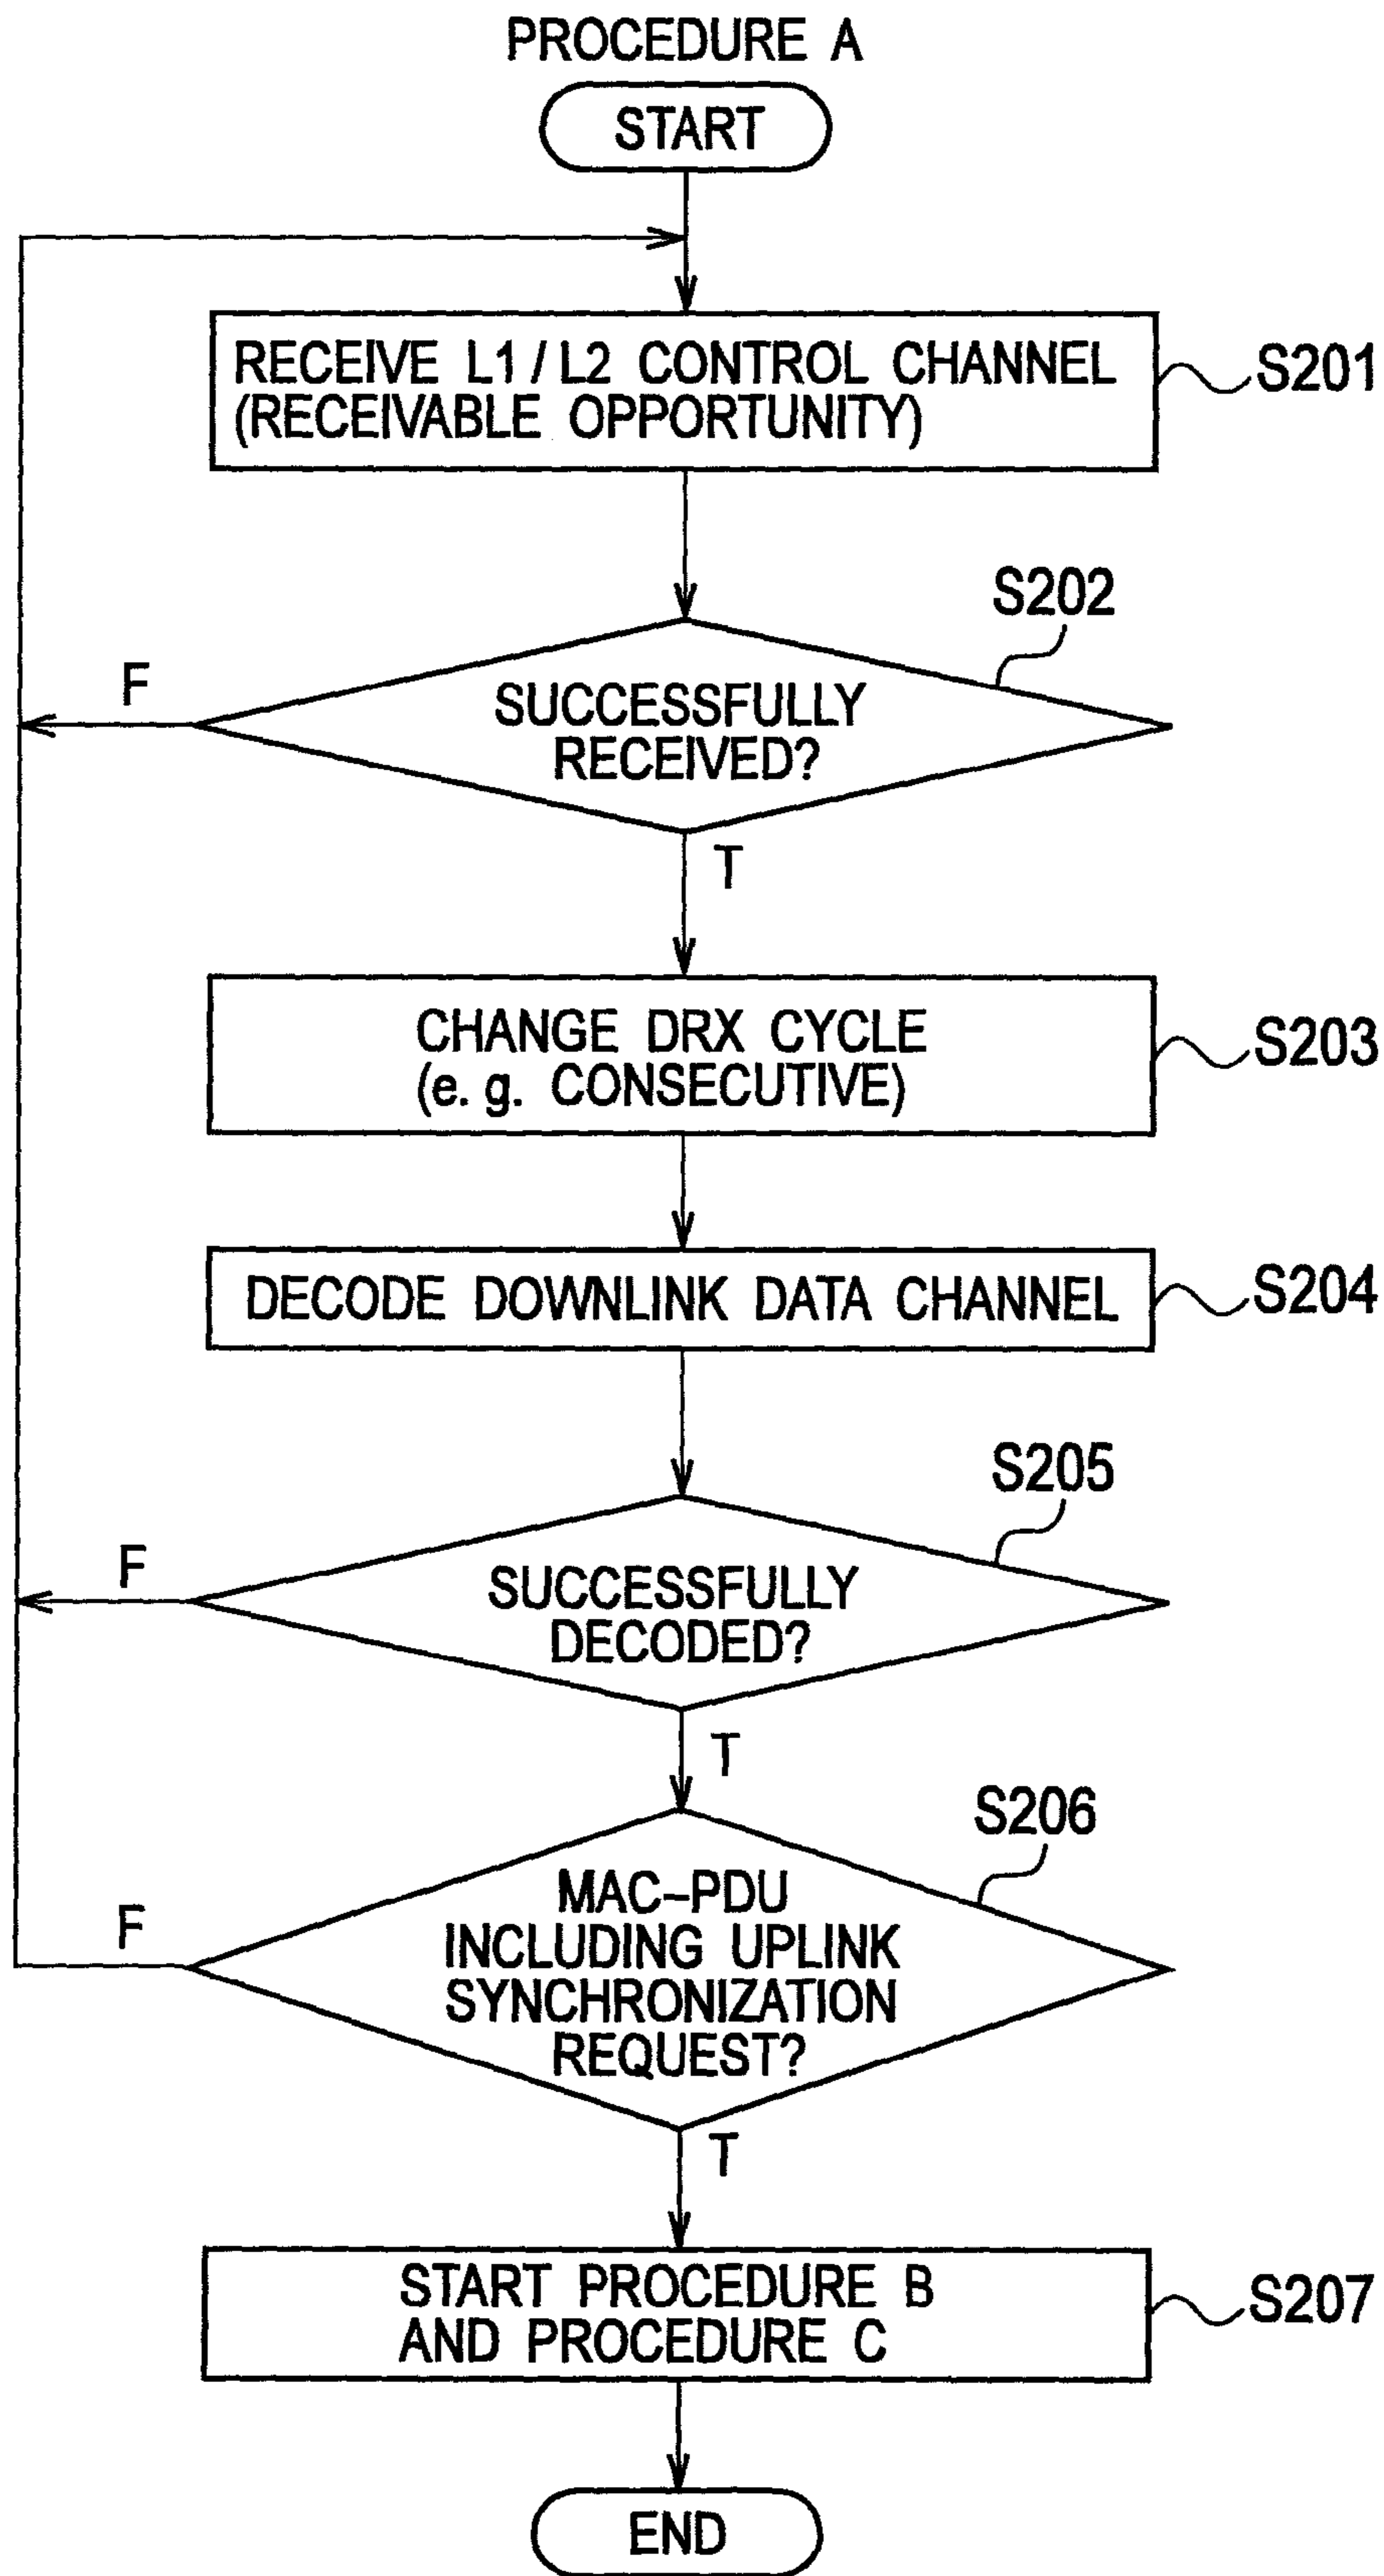 PROCEDURE A
START
RECEIVE L1 / L2 CONTROL CHANNEL
(RECEIVABLE OPPORTUNITY)
S201
S202
F
SUCCESSFULLY
RECEIVED?
T
CHANGE DRX CYCLE
(e. g. CONSECUTIVE)
S203
DECODE DOWNLINK DATA CHANNEL
S204
S205
F
SUCCESSFULLY
DECODED?
T
S206
F
MAC-PDU
INCLUDING UPLINK
SYNCHRONIZATION
REQUEST?
T
START PROCEDURE B
AND PROCEDURE C
S207
END